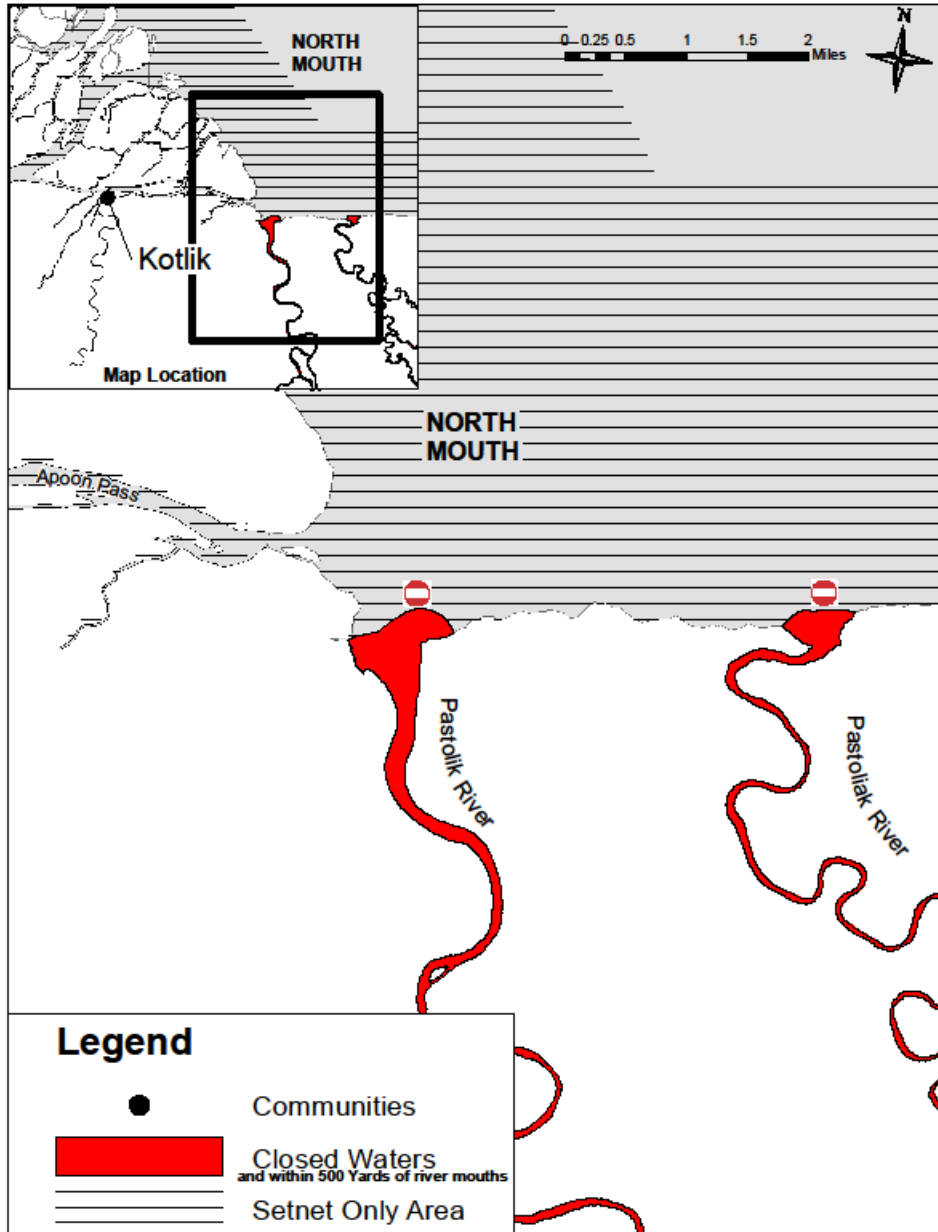 NORTH
MOUTH
Kotlik
Map Location
N
0 0.25 0.5 1 1.5 2
Miles
NORTH
MOUTH
Apoon Pass
Pastolik River
Pastoliak River
Legend
Communities
Closed Waters
and within 500 Yards of river mouths
Setnet Only Area